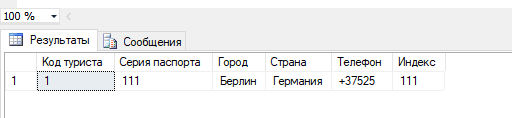 100 %
Результаты Сообщения
Код туриста Серия паспорта Город Страна Телефон Индекс
1 1 111 Берлин Германия +37525 111